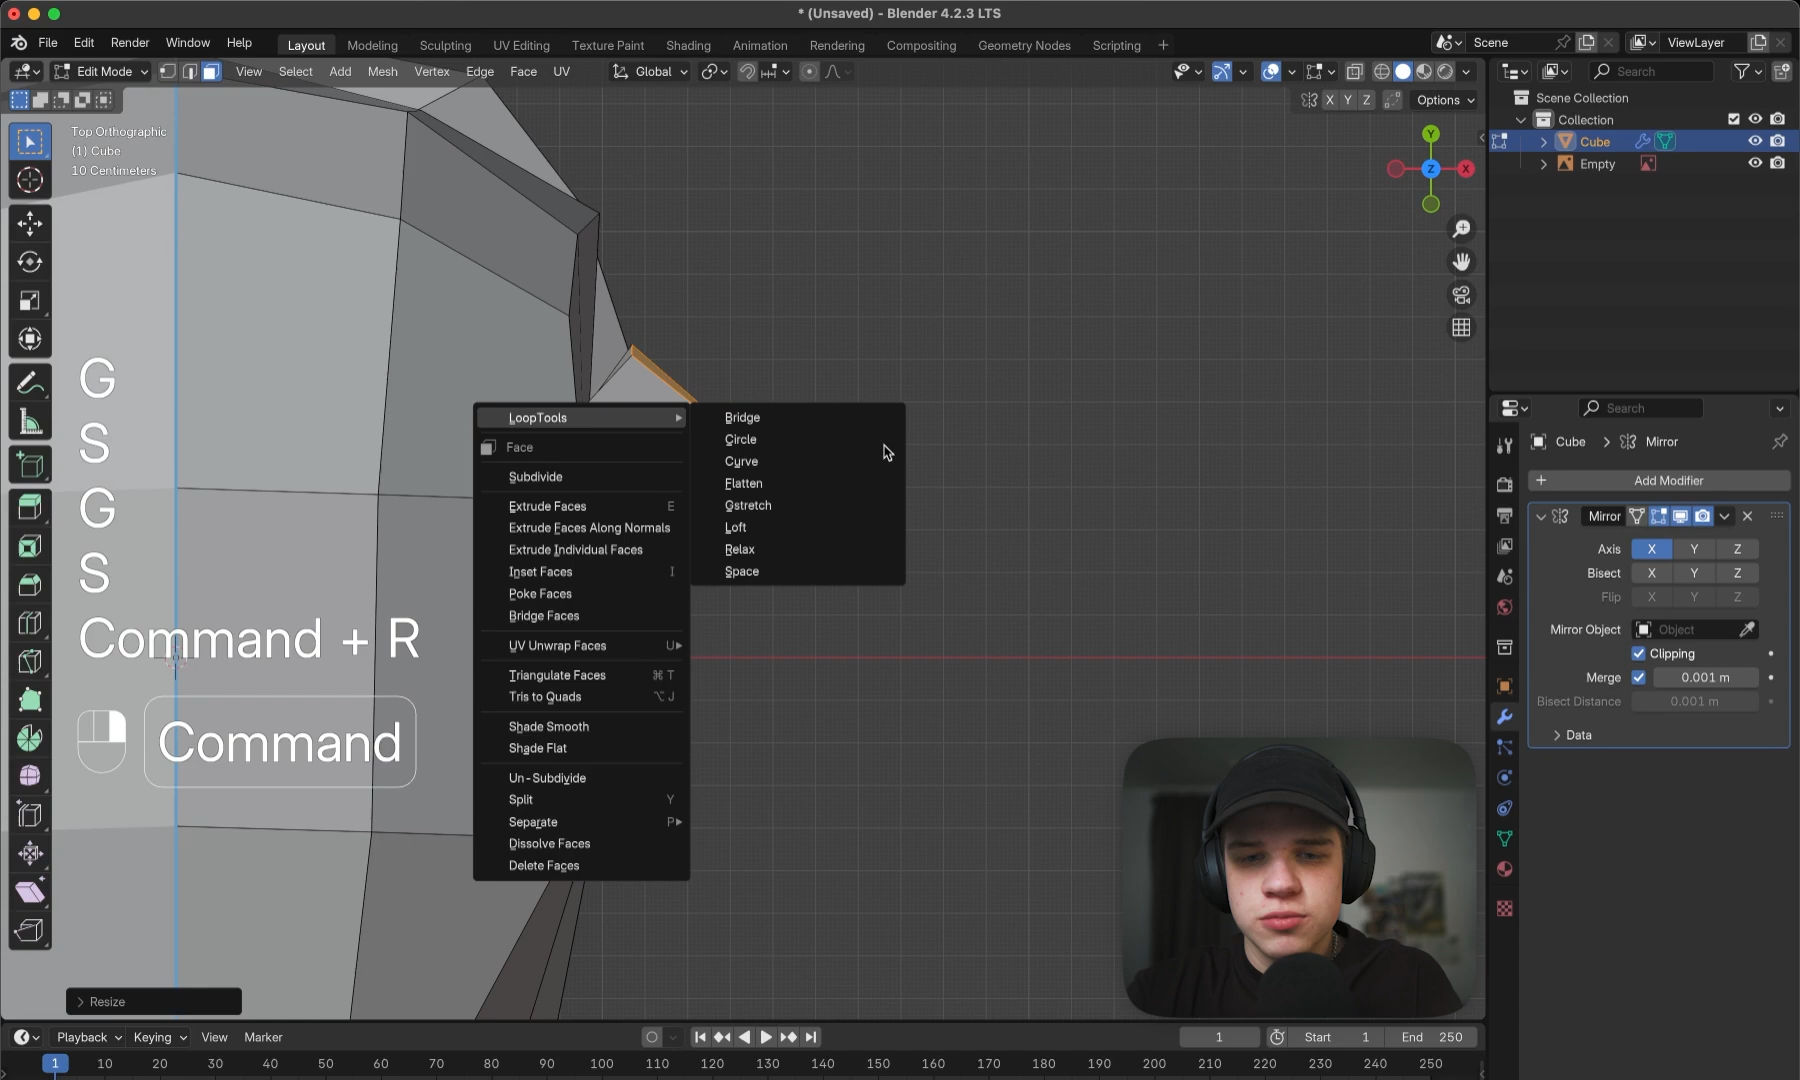 * (Unsaved) - Blender 4.2.3 LTS
File Edit Render Window Help
Layout Modeling Sculpting UV Editing Texture Paint Shading Animation Rendering Compositing Geometry Nodes Scripting +
Scene
ViewLayer
Edit Mode
View Select Add Mesh Vertex Edge Face UV
Global
Search
X Y Z
Options
Top Orthographic
(1) Cube
10 Centimeters
Y
Z
X
Scene Collection
Collection
Cube
Empty
G
S
G
S
Command + R
Command
LoopTools
Face
Subdivide
Extrude Faces E
Extrude Faces Along Normals
Extrude Individual Faces
Inset Faces I
Poke Faces
Bridge Faces
UV Unwrap Faces U
Triangulate Faces ⌘ T
Tris to Quads ⌥ J
Shade Smooth
Shade Flat
Un-Subdivide
Split Y
Separate P
Dissolve Faces
Delete Faces
Bridge
Circle
Curve
Flatten
Gstretch
Loft
Relax
Space
Search
Cube > Mirror
+ Add Modifier
Mirror
Axis X Y Z
Bisect X Y Z
Flip X Y Z
Mirror Object Object
Clipping
Merge 0.001 m
Bisect Distance 0.001 m
Data
Resize
Playback Keying View Marker
1
Start 1
End 250
1 10 20 30 40 50 60 70 80 90 100 110 120 130 140 150 160 170 180 190 200 210 220 230 240 250